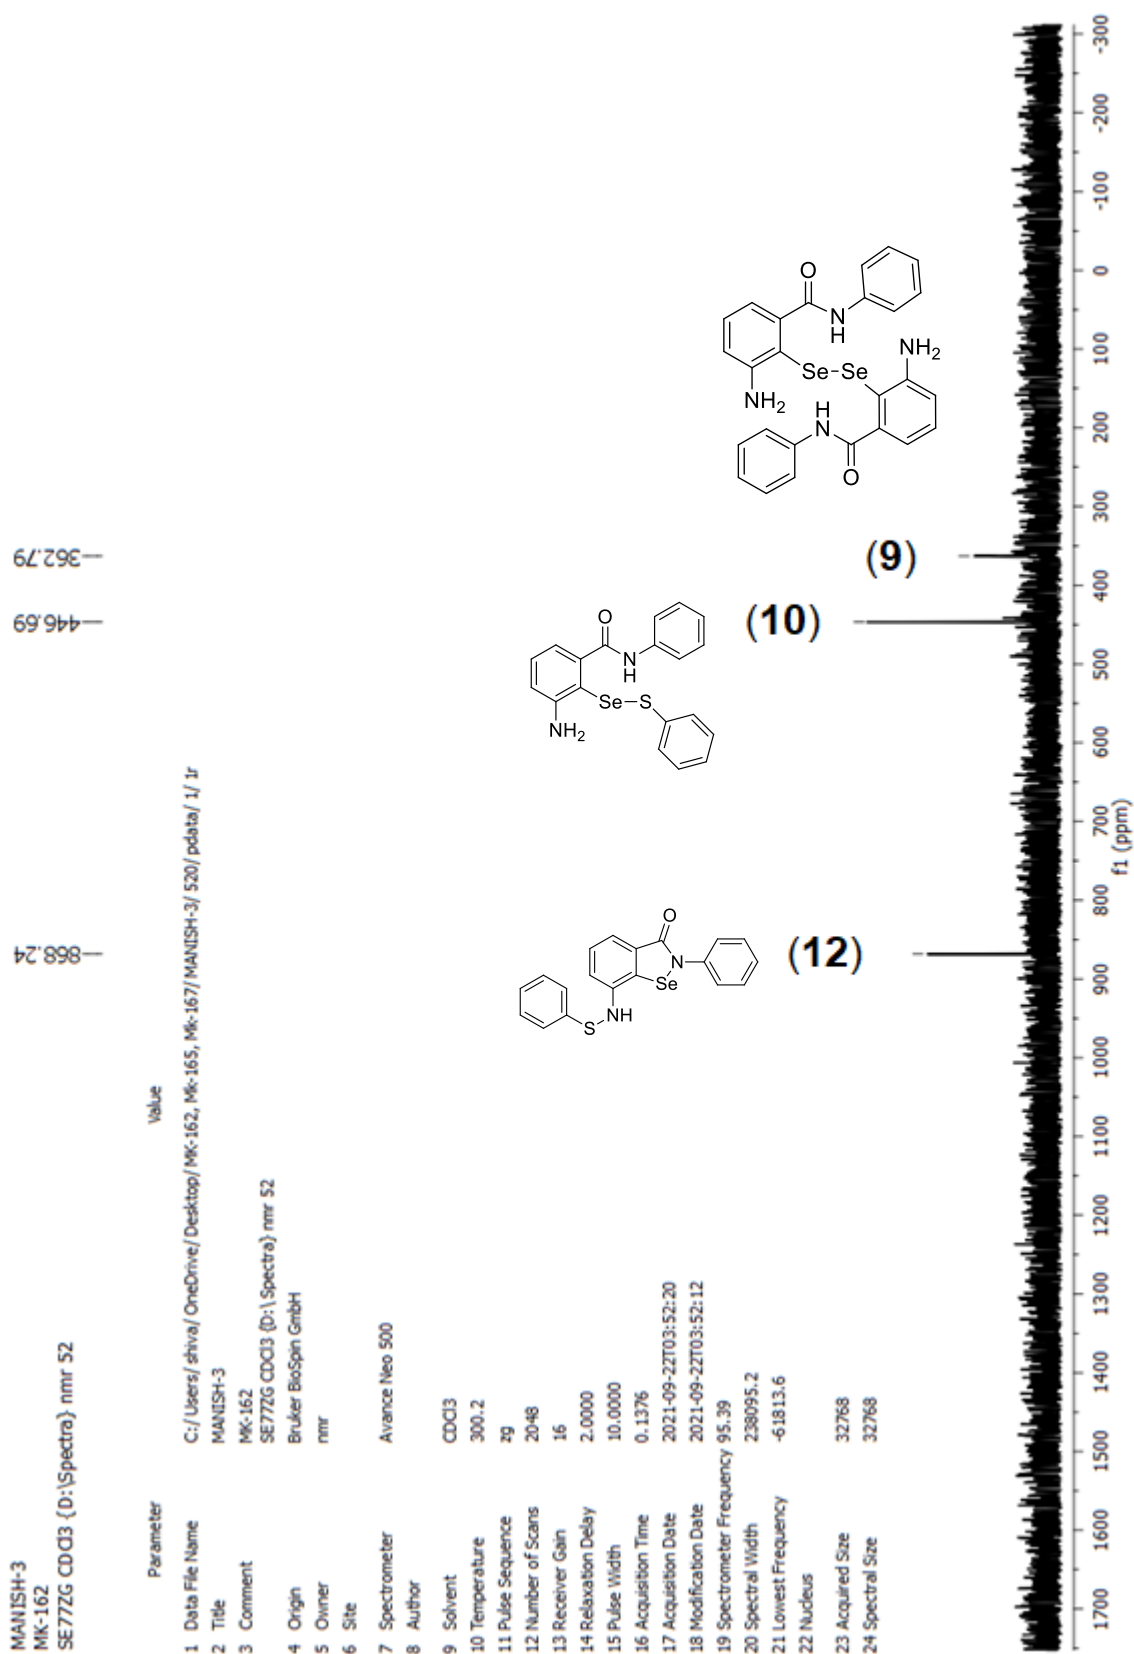 MANISH-3
MK-162
SE77ZG CDCl3 {D:\Spectra} nmr 52
Parameter Value
1 Data File Name C:/ Users/ shiva/ OneDrive/ Desktop/ MK-162, Mk-165, Mk-167/ MANISH-3/ 520/ pdata/ 1/ 1r
2 Title MANISH-3
3 Comment MK-162
SE77ZG CDCl3 {D:\Spectra} nmr 52
4 Origin Bruker BioSpin GmbH
5 Owner nmr
6 Site
7 Spectrometer Avance Neo 500
8 Author
9 Solvent CDCl3
10 Temperature 300.2
11 Pulse Sequence zg
12 Number of Scans 2048
13 Receiver Gain 16
14 Relaxation Delay 2.0000
15 Pulse Width 10.0000
16 Acquisition Time 0.1376
17 Acquisition Date 2021-09-22T03:52:20
18 Modification Date 2021-09-22T03:52:12
19 Spectrometer Frequency 95.39
20 Spectral Width 238095.2
21 Lowest Frequency -61813.6
22 Nucleus
23 Acquired Size 32768
24 Spectral Size 32768
868.24
446.69
362.79
O
N
Se
NH
S
(12)
O
N
H
Se S
NH2
(10)
O
N
H
Se Se
NH2
NH2
H
N
O
(9)
1700 1600 1500 1400 1300 1200 1100 1000 900 800 700 600 500 400 300 200 100 0 -100 -200 -300
f1 (ppm)